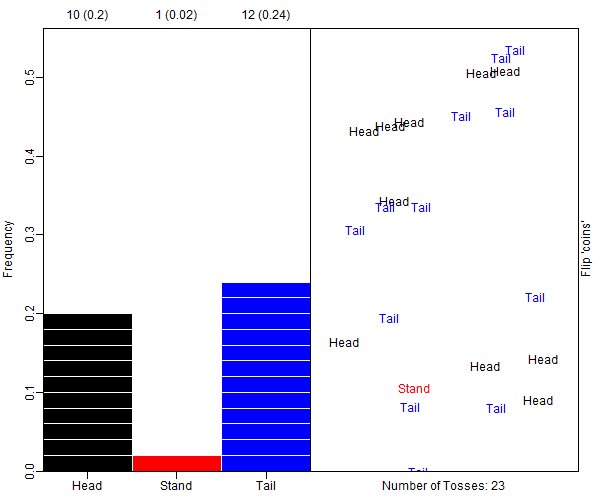 10 (0.2) 1 (0.02) 12 (0.24)
Frequency
0.5
0.4
0.3
0.2
0.1
0.0
Head Stand Tail
Tail
Tail
Head Head
Tail Tail
Head Head Head
Head
Tail Tail
Tail
Tail
Tail
Head
Head
Head
Stand
Head
Tail Tail
Tail
Flip 'coins'
Number of Tosses: 23